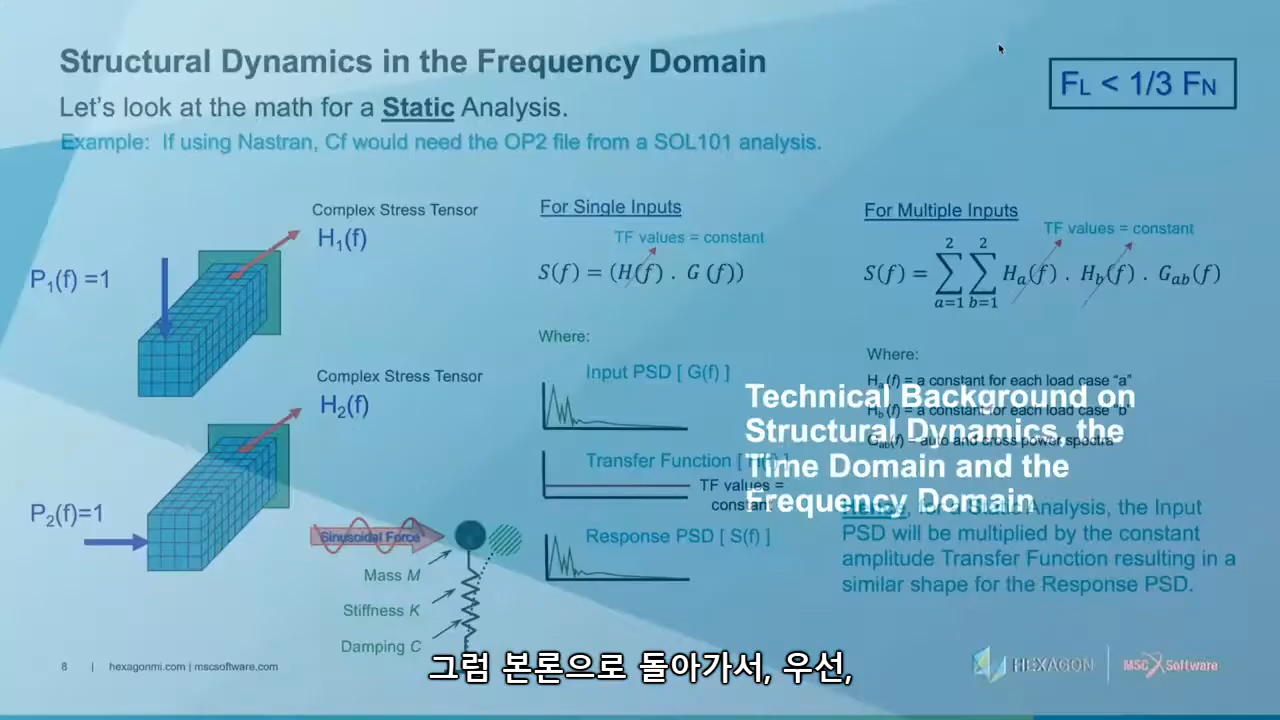 Structural Dynamics in the Frequency Domain
Let's look at the math for a Static Analysis.
Example: If using Nastran, Cf would need the OP2 file from a SOL101 analysis.
FL < 1/3 FN
Complex Stress Tensor
H₁(f)
P₁(f) =1
Complex Stress Tensor
H₂(f)
P₂(f)=1
Sinusoidal Force
Mass M
Stiffness K
Damping C
For Single Inputs
TF values = constant
S(f) = (H(f) . G (f))
Where:
Input PSD [ G(f) ]
Transfer Function [
TF values =
constant
Response PSD [ S(f) ]
For Multiple Inputs
TF values = constant
2 2
S(f) = ∑ ∑ Hₐ(f) . H_b(f) . G_ab(f)
a=1 b=1
Where:
Hₐ(f) = a constant for each load case "a"
H_b(f) = a constant for each load case "b"
G_ab(f) = auto and cross power spectra
Technical Background on
Structural Dynamics, the
Time Domain and the
Frequency Domain
Hence, for a Static Analysis, the Input
PSD will be multiplied by the constant
amplitude Transfer Function resulting in a
similar shape for the Response PSD.
8 | hexagonmi.com | mscsoftware.com
HEXAGON | MSC Software
그럼 본론으로 돌아가서, 우선,